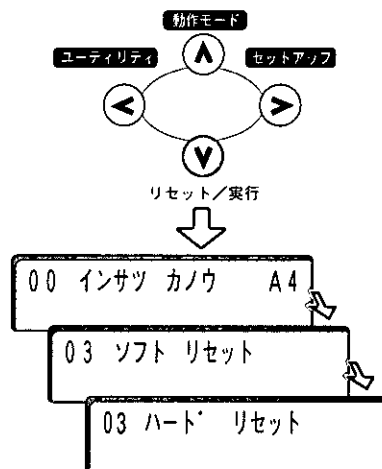 動作モード
ユーティリティ
セットアップ
リセット／実行
00 インサツ カノウ A4
03 ソフト リセット
03 ハード リセット